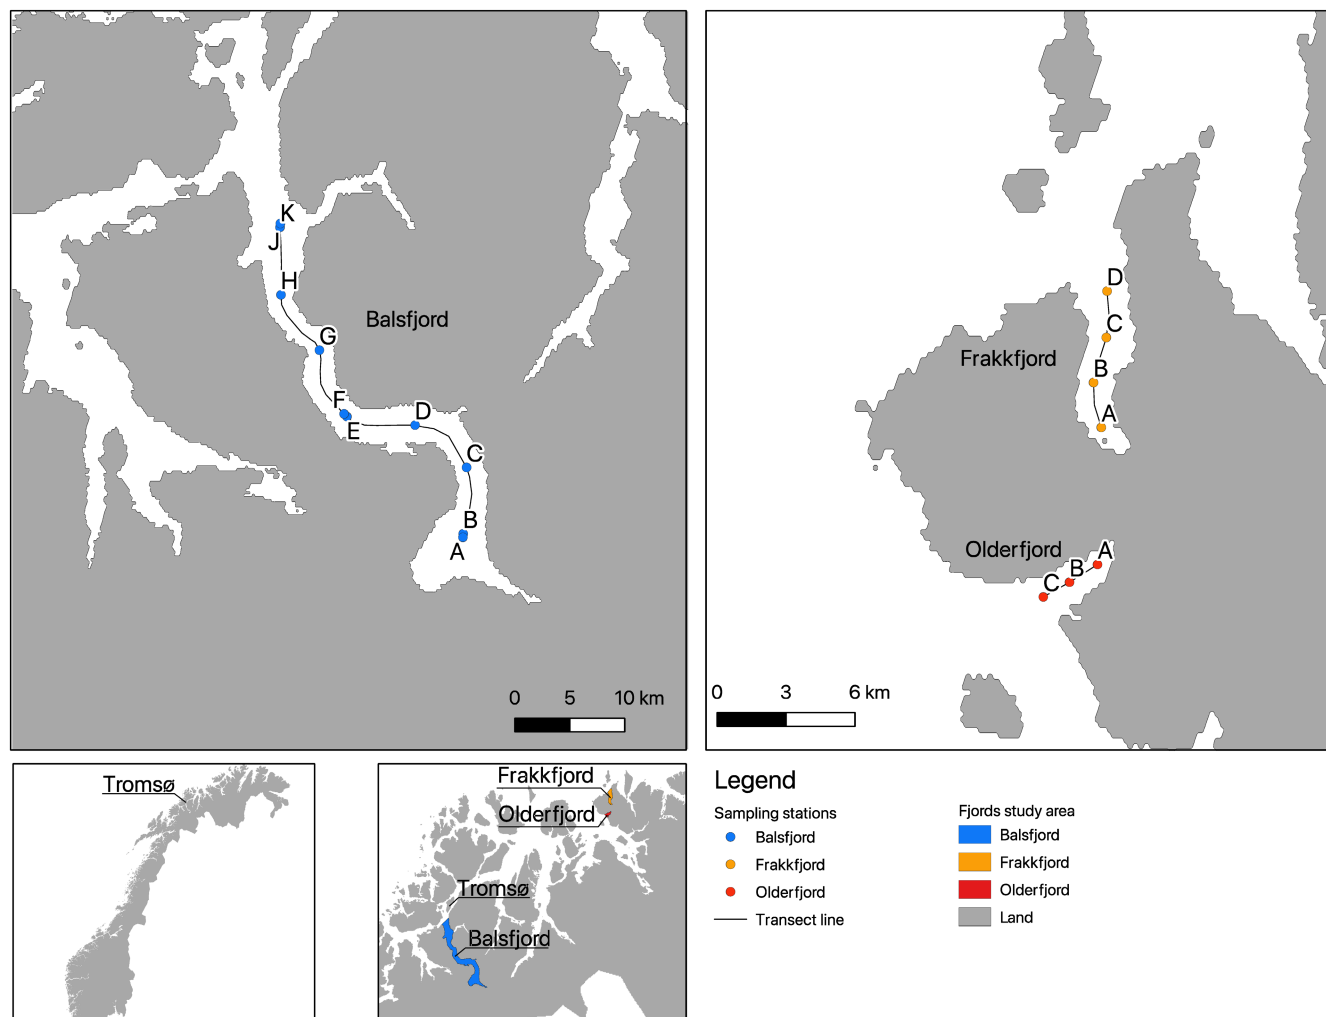 K
J
H
Balsfjord
G
F
E
D
C
B
A
0 5 10 km
D
C
Frakkfjord
B
A
Olderfjord
A
B
C
0 3 6 km
Tromsø
Frakkfjord
Olderfjord
Tromsø
Balsfjord
Legend
Sampling stations
Balsfjord
Frakkfjord
Olderfjord
Transect line
Fjords study area
Balsfjord
Frakkfjord
Olderfjord
Land